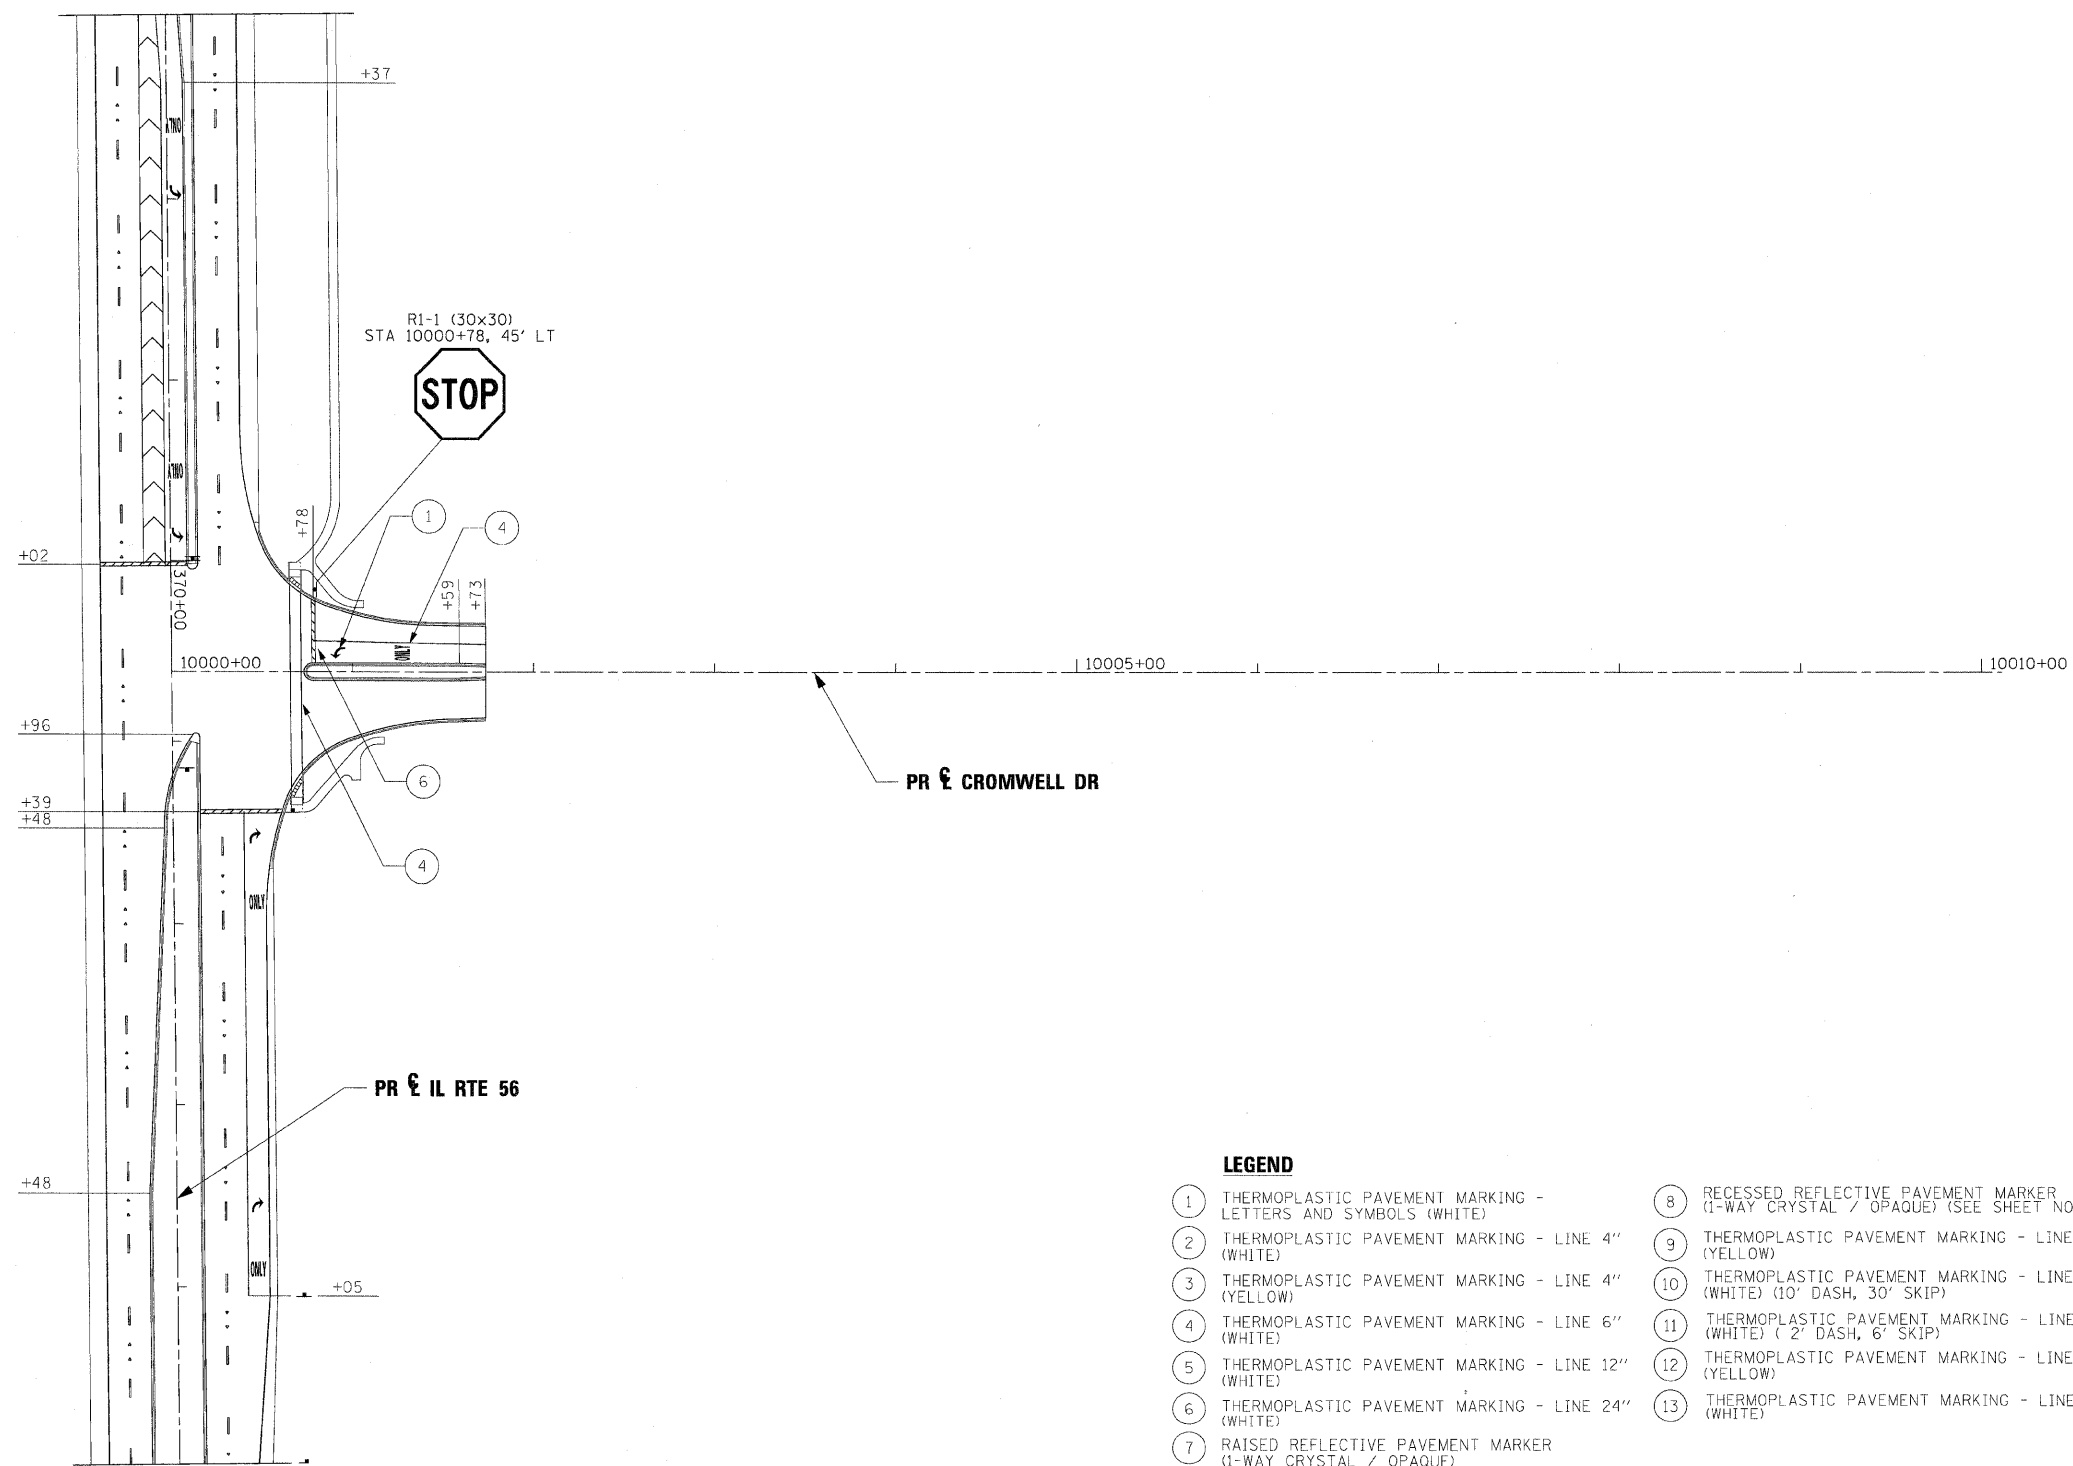 +37
ONLY
R1-1 (30x30)
STA 10000+78, 45' LT
STOP
ONLY
+78
1
4
+02
370+00
+59
+73
ONLY
10000+00
10005+00
10010+00
+96
PR ℄ CROMWELL DR
6
+39
+48
4
ONLY
PR ℄ IL RTE 56
+48
ONLY
+05
LEGEND
1 THERMOPLASTIC PAVEMENT MARKING -
LETTERS AND SYMBOLS (WHITE)
2 THERMOPLASTIC PAVEMENT MARKING - LINE 4"
(WHITE)
3 THERMOPLASTIC PAVEMENT MARKING - LINE 4"
(YELLOW)
4 THERMOPLASTIC PAVEMENT MARKING - LINE 6"
(WHITE)
5 THERMOPLASTIC PAVEMENT MARKING - LINE 12"
(WHITE)
6 THERMOPLASTIC PAVEMENT MARKING - LINE 24"
(WHITE)
7 RAISED REFLECTIVE PAVEMENT MARKER
(1-WAY CRYSTAL / OPAQUE)
8 RECESSED REFLECTIVE PAVEMENT MARKER
(1-WAY CRYSTAL / OPAQUE) (SEE SHEET NO
9 THERMOPLASTIC PAVEMENT MARKING - LINE
(YELLOW)
10 THERMOPLASTIC PAVEMENT MARKING - LINE
(WHITE) (10' DASH, 30' SKIP)
11 THERMOPLASTIC PAVEMENT MARKING - LINE
(WHITE) ( 2' DASH, 6' SKIP)
12 THERMOPLASTIC PAVEMENT MARKING - LINE
(YELLOW)
13 THERMOPLASTIC PAVEMENT MARKING - LINE
(WHITE)